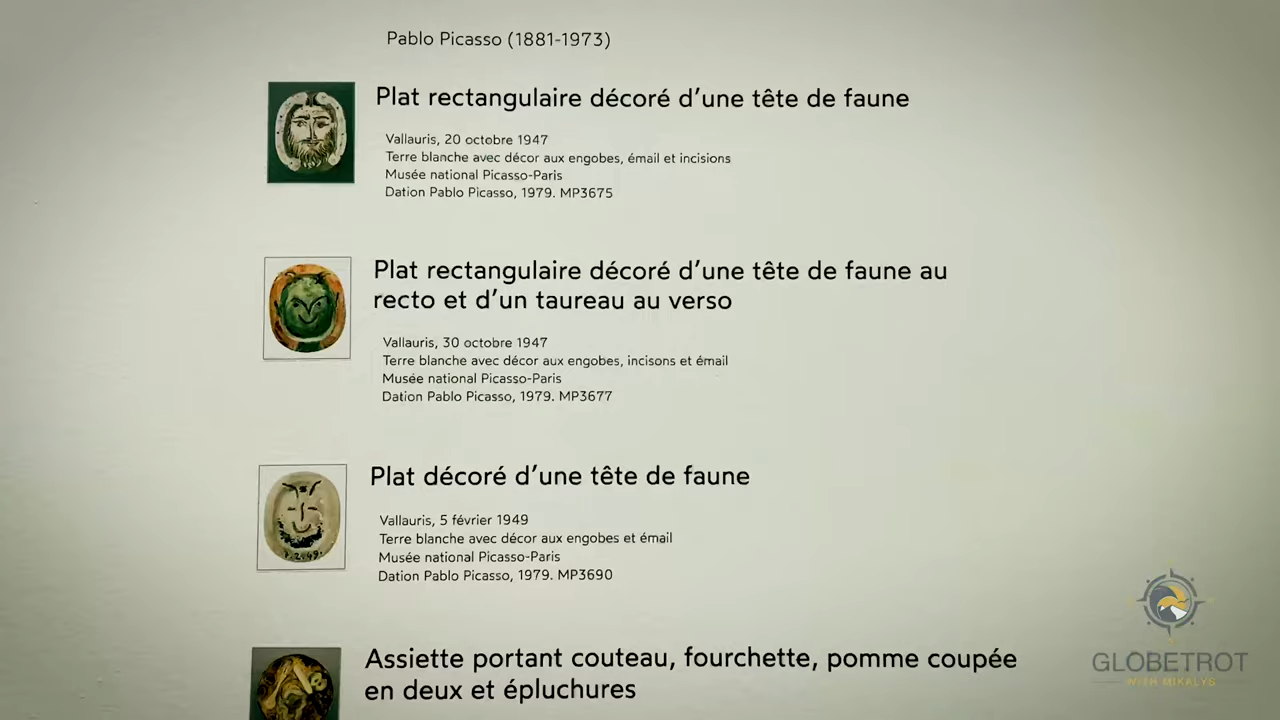 Pablo Picasso (1881-1973)
Plat rectangulaire décoré d'une tête de faune
Vallauris, 20 octobre 1947
Terre blanche avec décor aux engobes, émail et incisions
Musée national Picasso-Paris
Dation Pablo Picasso, 1979. MP3675
Plat rectangulaire décoré d'une tête de faune au
recto et d'un taureau au verso
Vallauris, 30 octobre 1947
Terre blanche avec décor aux engobes, incisons et émail
Musée national Picasso-Paris
Dation Pablo Picasso, 1979. MP3677
Plat décoré d'une tête de faune
Vallauris, 5 février 1949
Terre blanche avec décor aux engobes et émail
Musée national Picasso-Paris
Dation Pablo Picasso, 1979. MP3690
Assiette portant couteau, fourchette, pomme coupée
en deux et épluchures
GLOBETROT
WITH MIKALYS